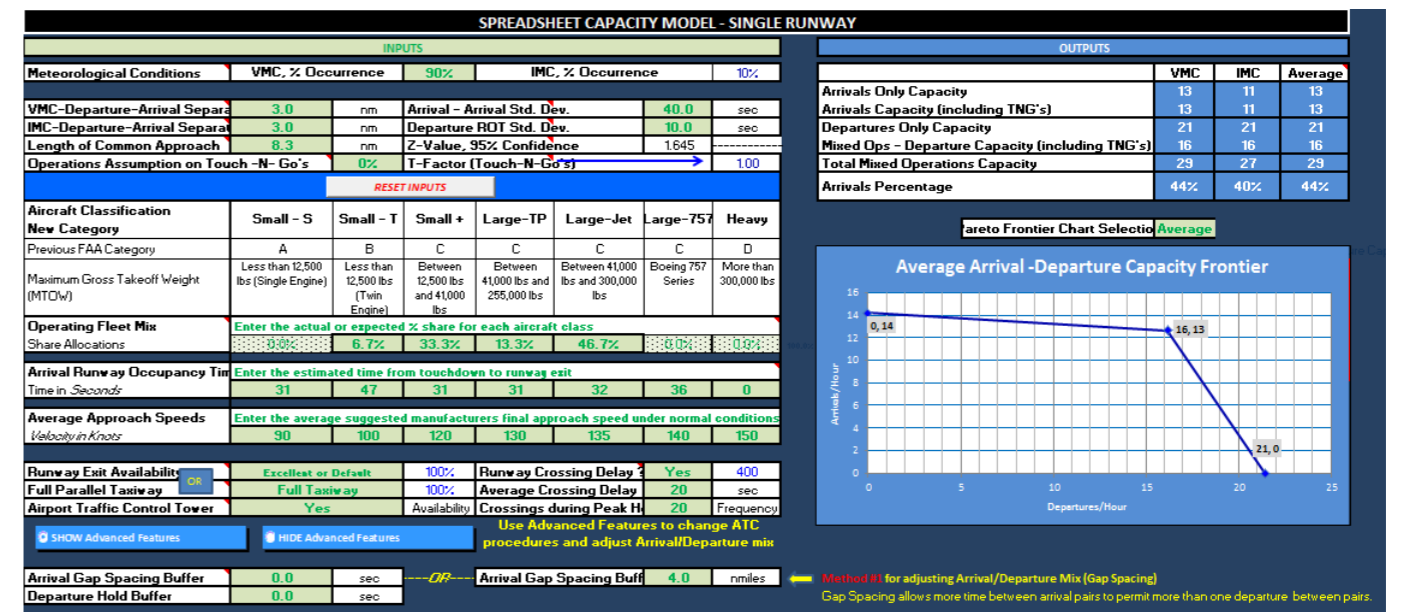 SPREADSHEET CAPACITY MODEL - SINGLE RUNWAY
INPUTS
Meteorological Conditions VMC, % Occurrence 90% IMC, % Occurrence 10%
VMC-Departure-Arrival Separa 3.0 nm Arrival - Arrival Std. Dev. 40.0 sec
IMC-Departure-Arrival Separat 3.0 nm Departure ROT Std. Dev. 10.0 sec
Length of Common Approach 8.3 nm Z-Value, 95% Confidence 1.645 ----------
Operations Assumption on Touch -N- Go's 0% T-Factor (Touch-N-Go's) 1.00
RESET INPUTS
Aircraft Classification
New Category Small - S Small - T Small + Large-TP Large-Jet Large-757 Heavy
Previous FAA Category A B C C C C D
Maximum Gross Takeoff Weight (MTOW) Less than 12,500 lbs (Single Engine) Less than 12,500 lbs (Twin Engine) Between 12,500 lbs and 41,000 lbs Between 41,000 lbs and 255,000 lbs Between 41,000 lbs and 300,000 lbs Boeing 757 Series More than 300,000 lbs
Operating Fleet Mix Enter the actual or expected % share for each aircraft class
Share Allocations 0.0% 6.7% 33.3% 13.3% 46.7% 0.0% 0.0%
Arrival Runway Occupancy Tim Enter the estimated time from touchdown to runway exit
Time in Seconds 31 47 31 31 32 36 0
Average Approach Speeds Enter the average suggested manufacturers final approach speed under normal conditions
Velocity in Knots 90 100 120 130 135 140 150
Runway Exit Availability Excellent or Default 100% Runway Crossing Delay ? Yes 400
OR
Full Parallel Taxiway Full Taxiway 100% Average Crossing Delay 20 sec
Airport Traffic Control Tower Yes Availability Crossings during Peak H 20 Frequency
SHOW Advanced Features HIDE Advanced Features
Use Advanced Features to change ATC
procedures and adjust Arrival/Departure mix
Arrival Gap Spacing Buffer 0.0 sec ----OR---- Arrival Gap Spacing Buff 4.0 nmiles
Departure Hold Buffer 0.0 sec
Method #1 for adjusting Arrival/Departure Mix (Gap Spacing)
Gap Spacing allows more time between arrival pairs to permit more than one departure between pairs.
OUTPUTS
VMC IMC Average
Arrivals Only Capacity 13 11 13
Arrivals Capacity (including TNG's) 13 11 13
Departures Only Capacity 21 21 21
Mixed Ops - Departure Capacity (including TNG's) 16 16 16
Total Mixed Operations Capacity 29 27 29
Arrivals Percentage 44% 40% 44%
areto Frontier Chart Selectio Average
Average Arrival -Departure Capacity Frontier
Arrivals/Hour
16
14
12
10
8
6
4
2
0
0, 14
16, 13
21, 0
0 5 10 15 20 25
Departures/Hour